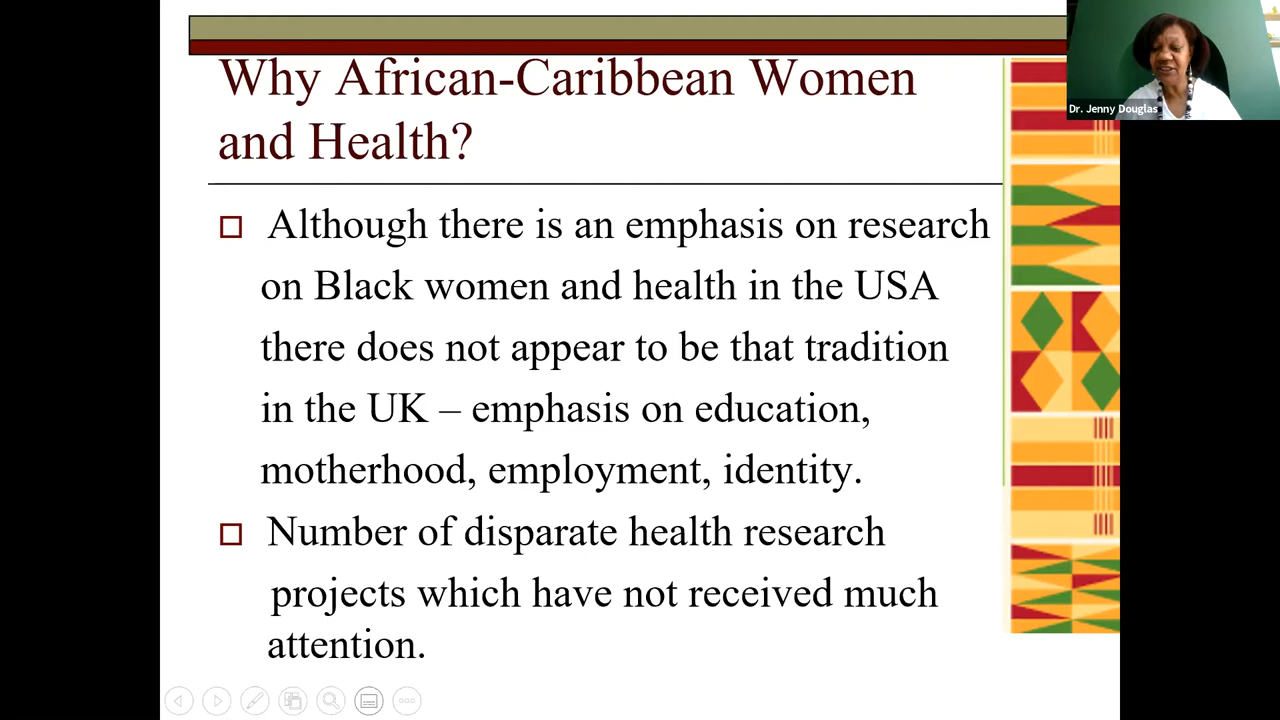 Why African-Caribbean Women
and Health?
Although there is an emphasis on research
on Black women and health in the USA
there does not appear to be that tradition
in the UK – emphasis on education,
motherhood, employment, identity.
Number of disparate health research
projects which have not received much
attention.
Dr. Jenny Douglas